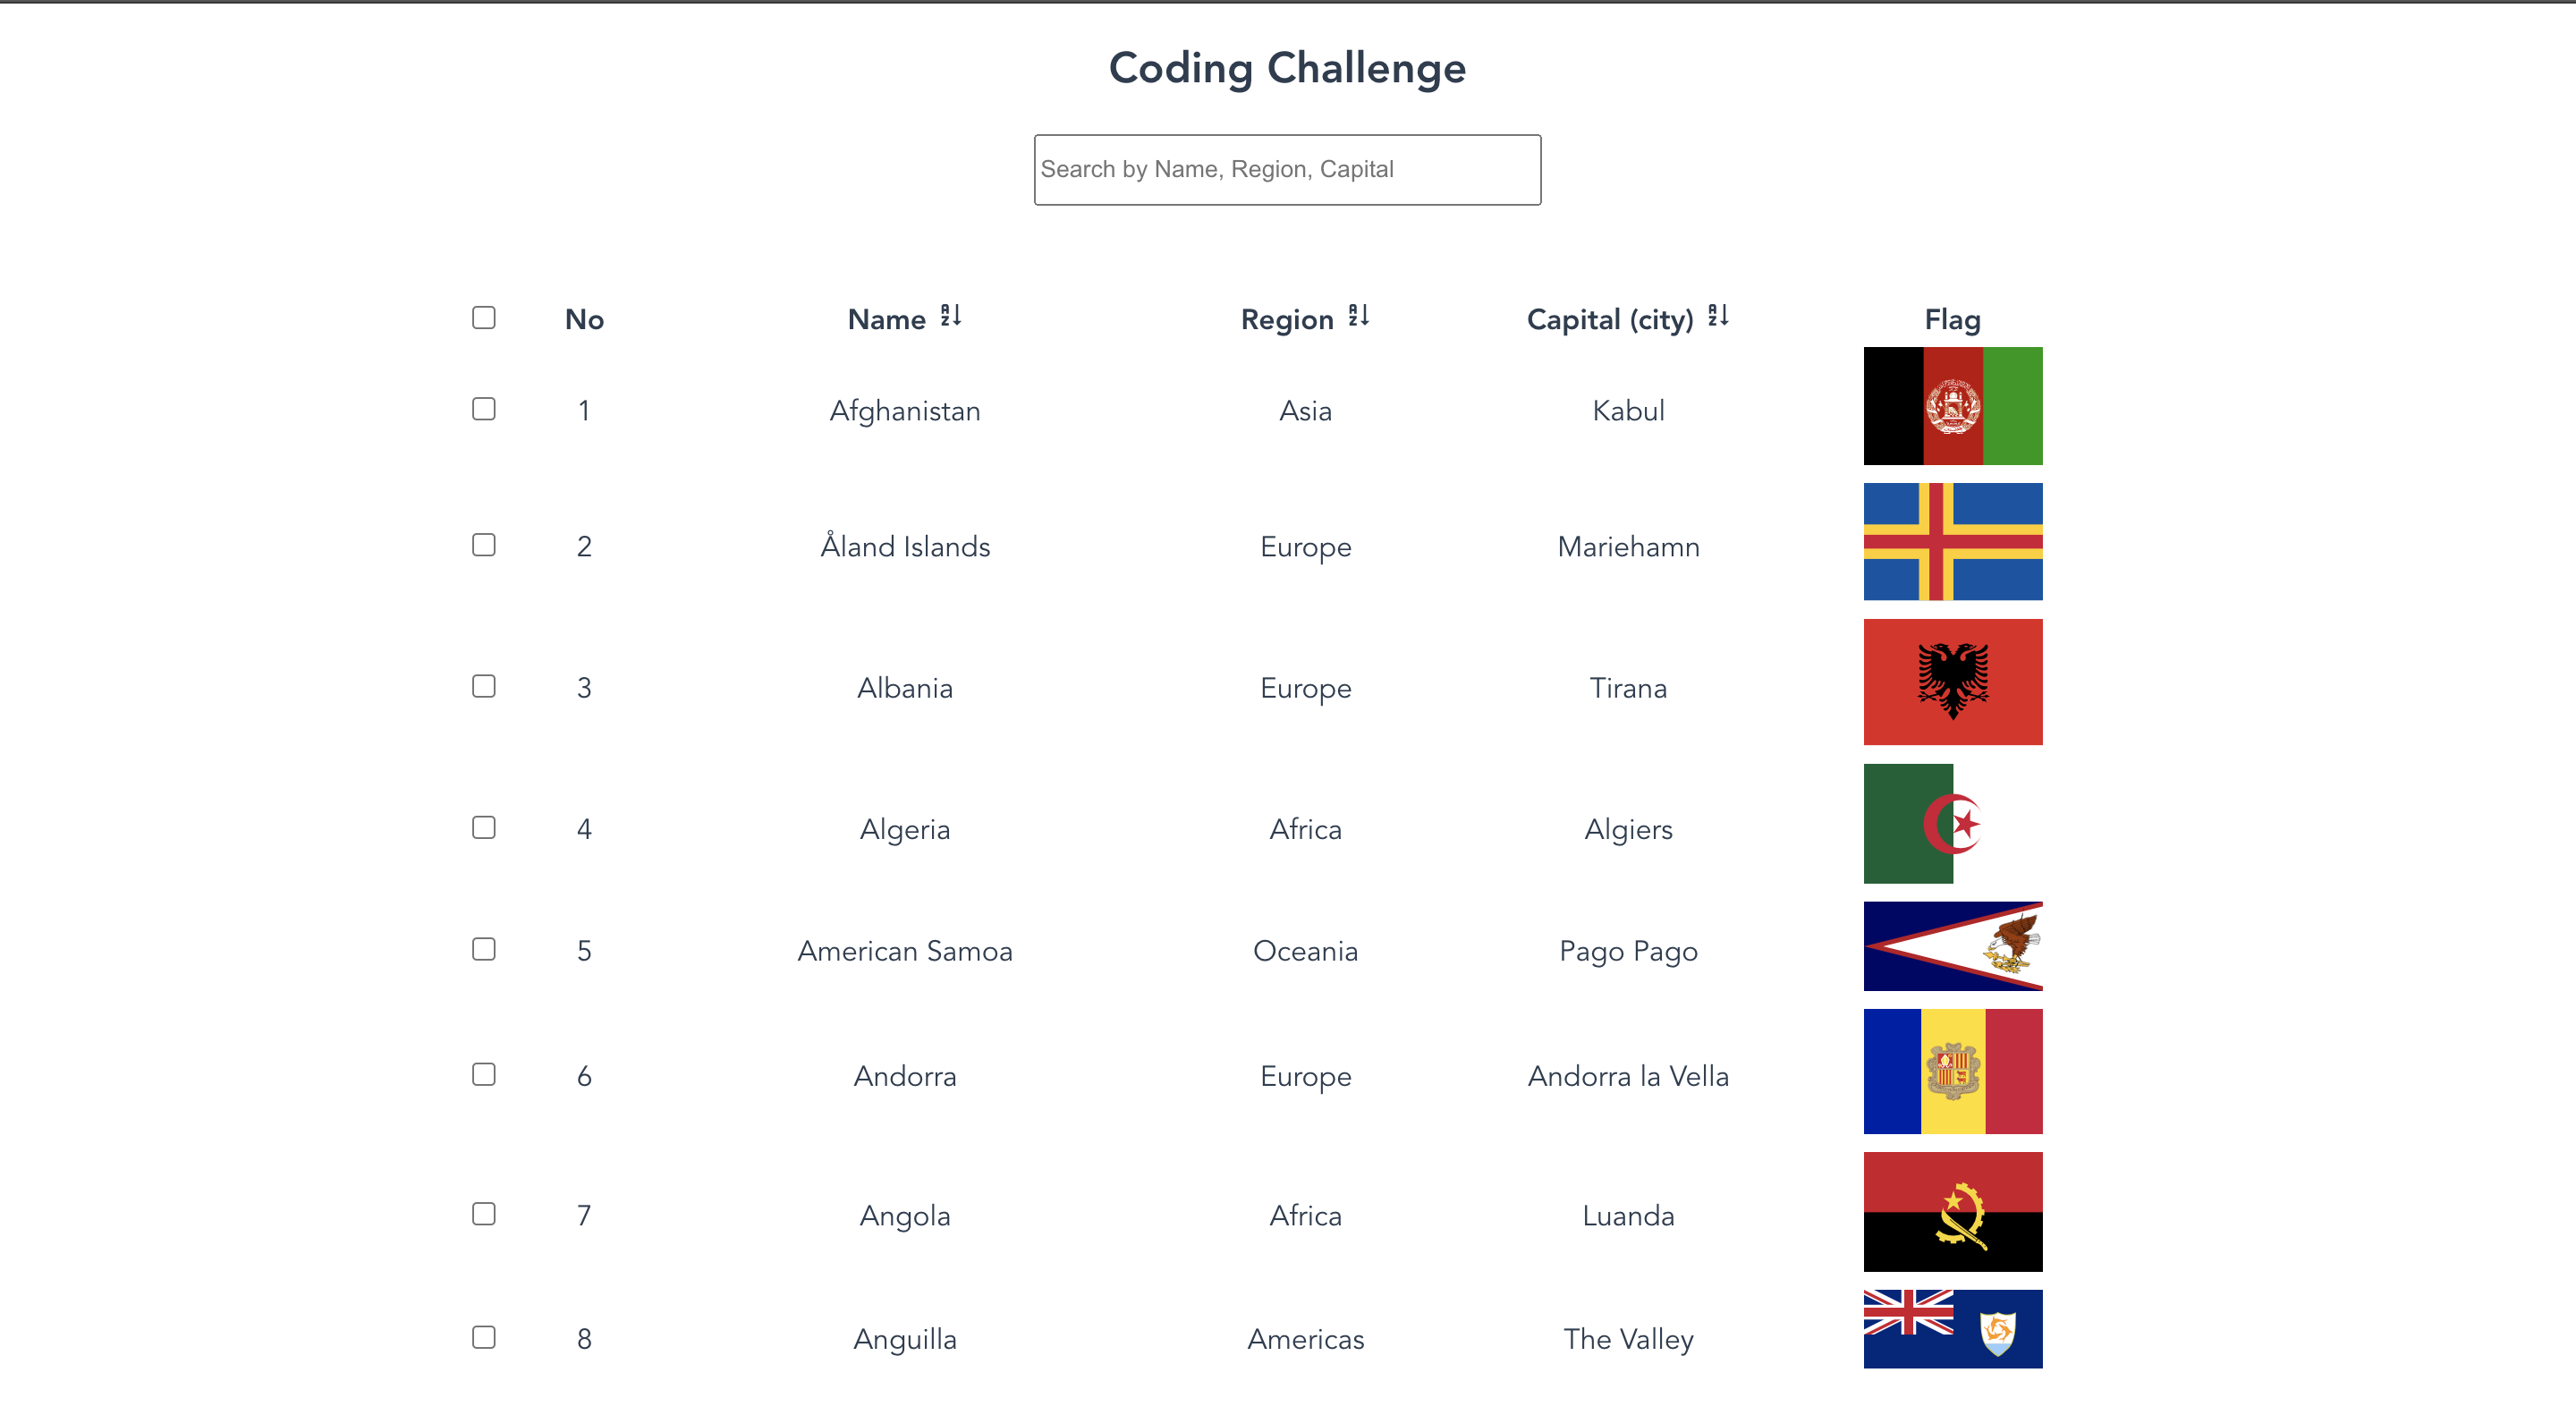 Coding Challenge
Search by Name, Region, Capital
No Name Region Capital (city) Flag
1 Afghanistan Asia Kabul
2 Åland Islands Europe Mariehamn
3 Albania Europe Tirana
4 Algeria Africa Algiers
5 American Samoa Oceania Pago Pago
6 Andorra Europe Andorra la Vella
7 Angola Africa Luanda
8 Anguilla Americas The Valley